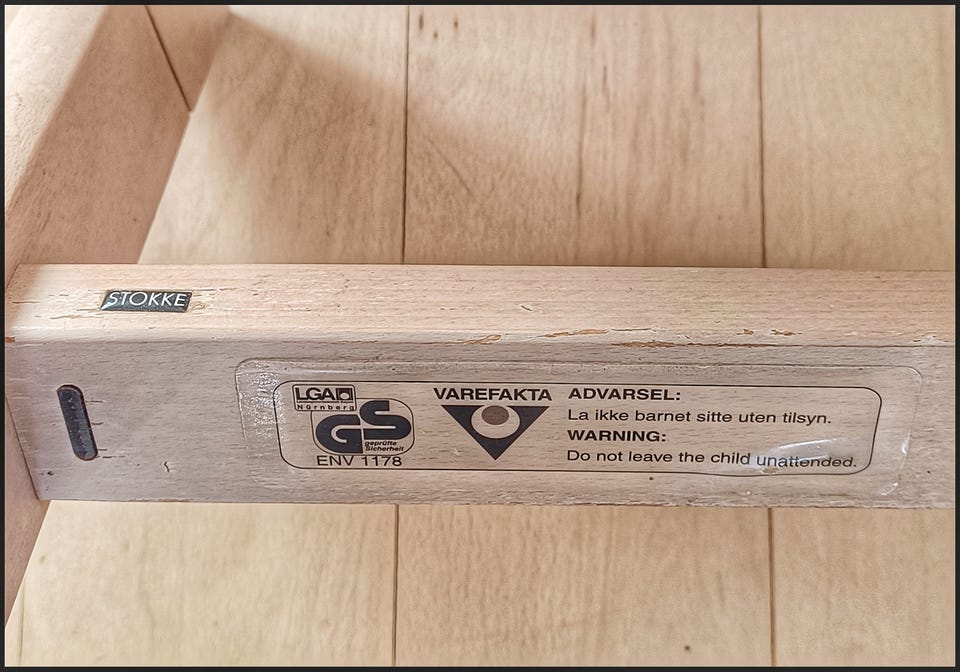 STOKKE
LGA
Nürnberg
GS
geprüfte
Sicherheit
ENV 1178
VAREFAKTA
ADVARSEL:
La ikke barnet sitte uten tilsyn.
WARNING:
Do not leave the child unattended.